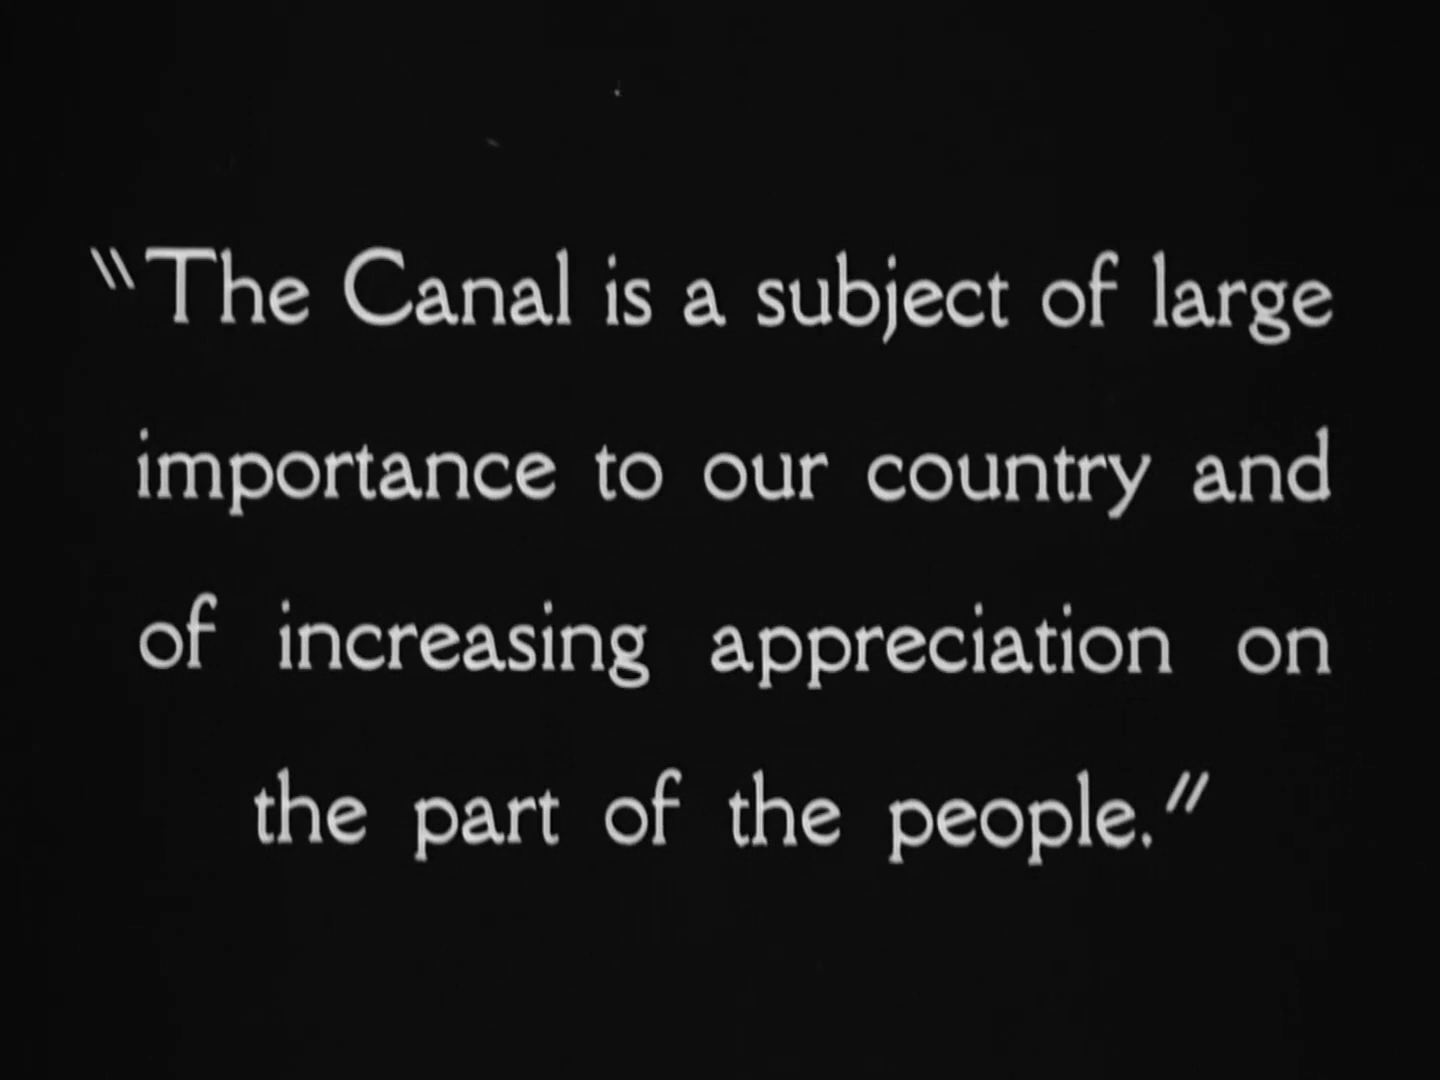 “The Canal is a subject of large
importance to our country and
of increasing appreciation on
the part of the people.”